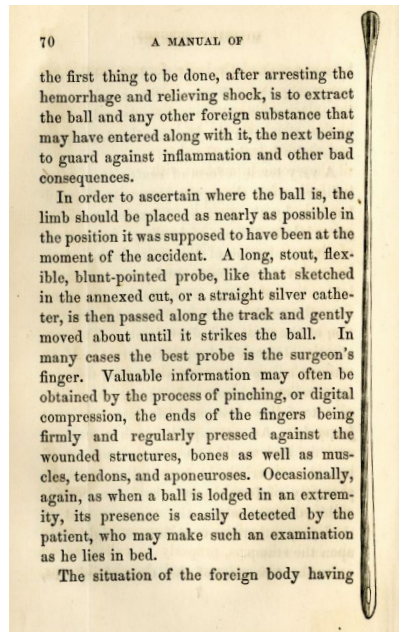 70 A MANUAL OF
the first thing to be done, after arresting the
hemorrhage and relieving shock, is to extract
the ball and any other foreign substance that
may have entered along with it, the next being
to guard against inflammation and other bad
consequences.
In order to ascertain where the ball is, the
limb should be placed as nearly as possible in
the position it was supposed to have been at the
moment of the accident. A long, stout, flex-
ible, blunt-pointed probe, like that sketched
in the annexed cut, or a straight silver cathe-
ter, is then passed along the track and gently
moved about until it strikes the ball. In
many cases the best probe is the surgeon's
finger. Valuable information may often be
obtained by the process of pinching, or digital
compression, the ends of the fingers being
firmly and regularly pressed against the
wounded structures, bones as well as mus-
cles, tendons, and aponeuroses. Occasionally,
again, as when a ball is lodged in an extrem-
ity, its presence is easily detected by the
patient, who may make such an examination
as he lies in bed.
The situation of the foreign body having